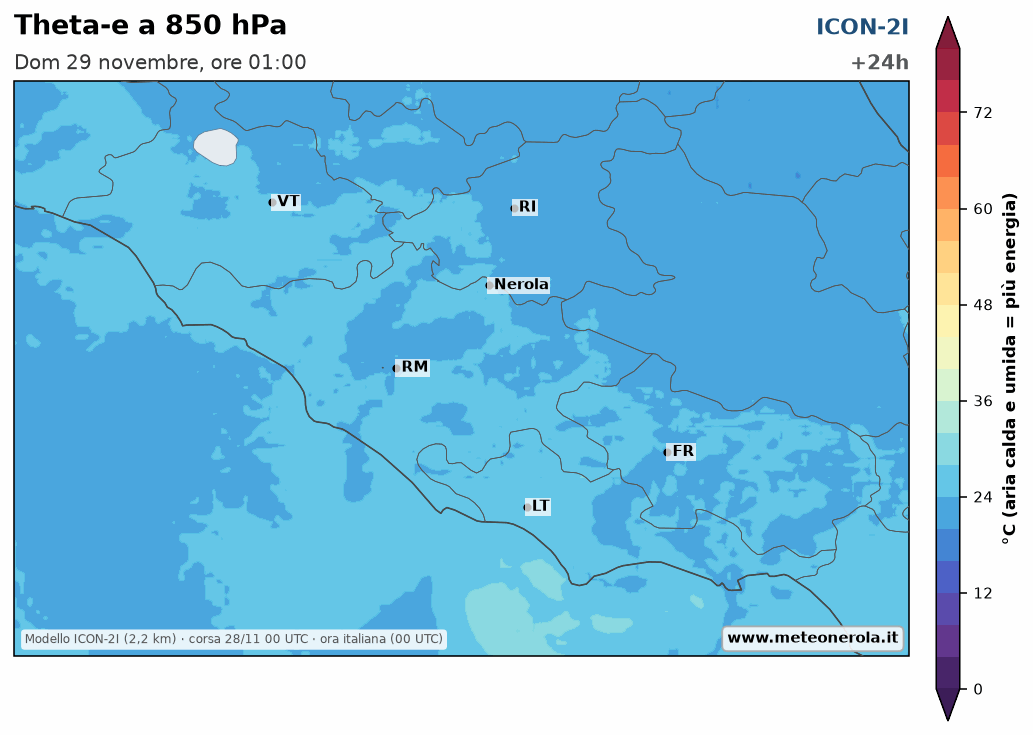 Theta-e a 850 hPa
ICON-2I
Dom 29 novembre, ore 01:00
+24h
VT
RI
Nerola
RM
FR
LT
Modello ICON-2I (2,2 km) · corsa 28/11 00 UTC · ora italiana (00 UTC)
www.meteonerola.it
72
60
48
36
24
12
0
°C (aria calda e umida = più energia)